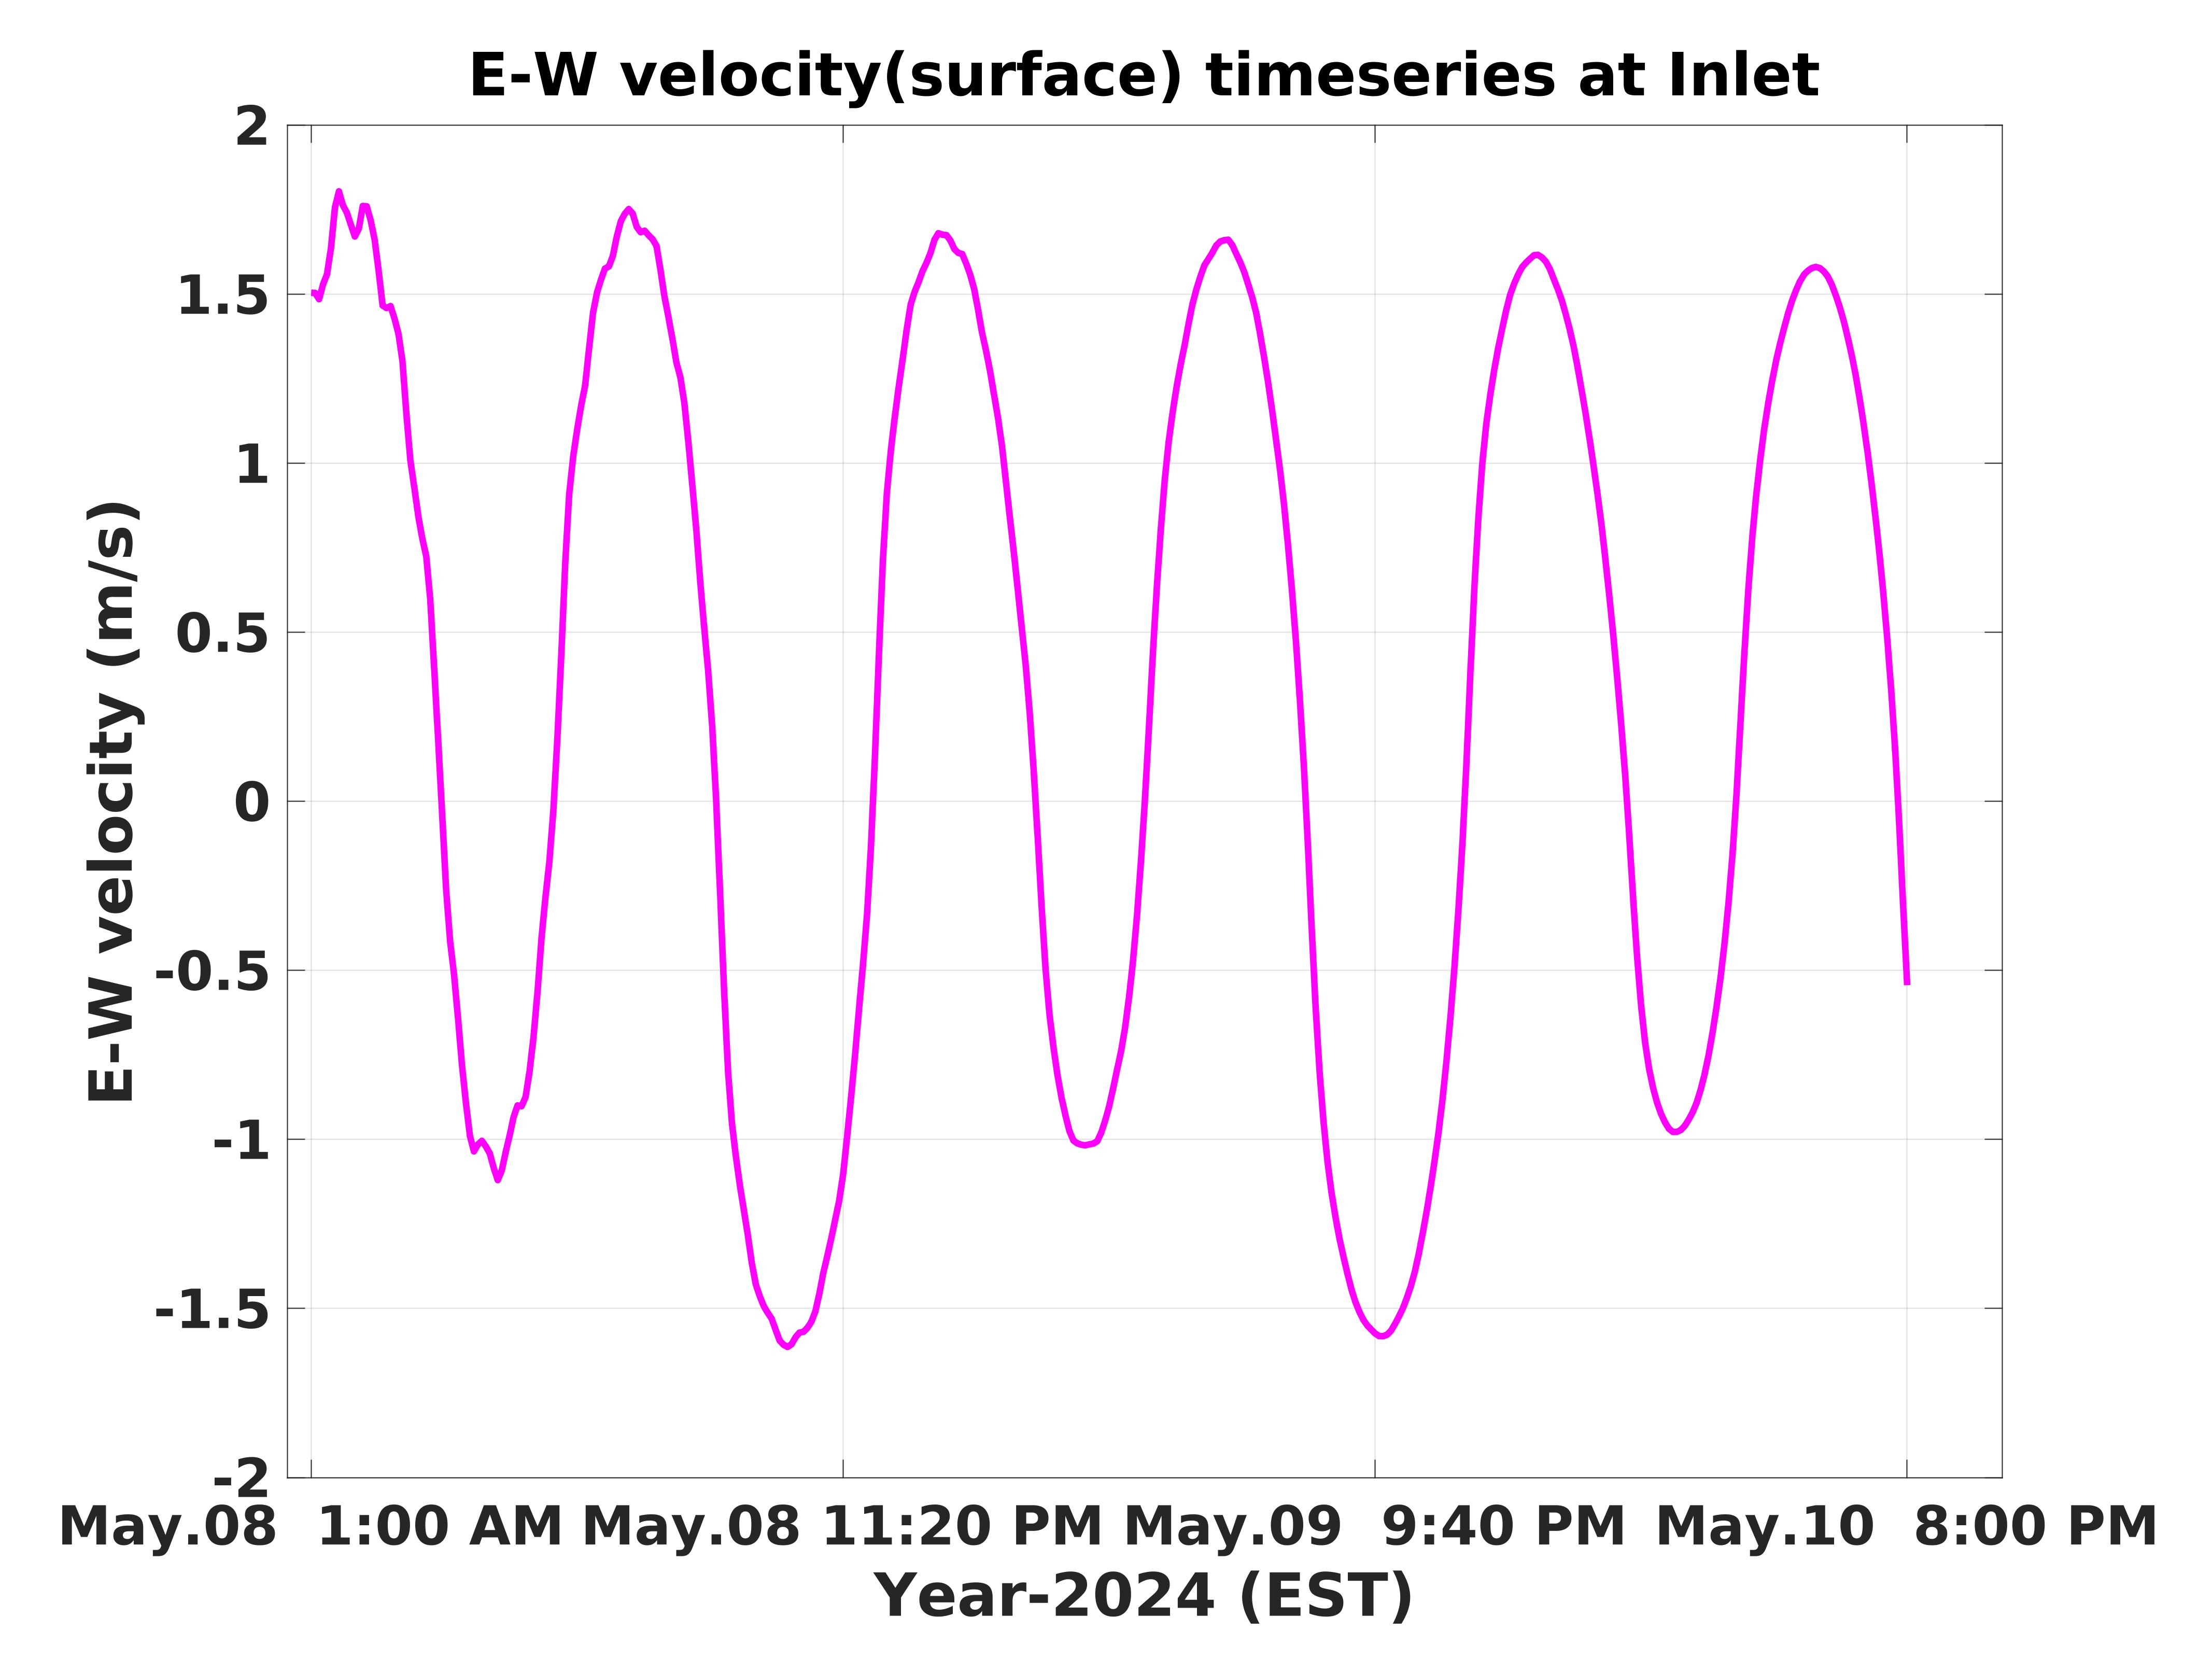 E-W velocity(surface) timeseries at Inlet
E-W velocity (m/s)
2
1.5
1
0.5
0
-0.5
-1
-1.5
-2
May.08 1:00 AM May.08 11:20 PM May.09 9:40 PM May.10 8:00 PM
Year-2024 (EST)